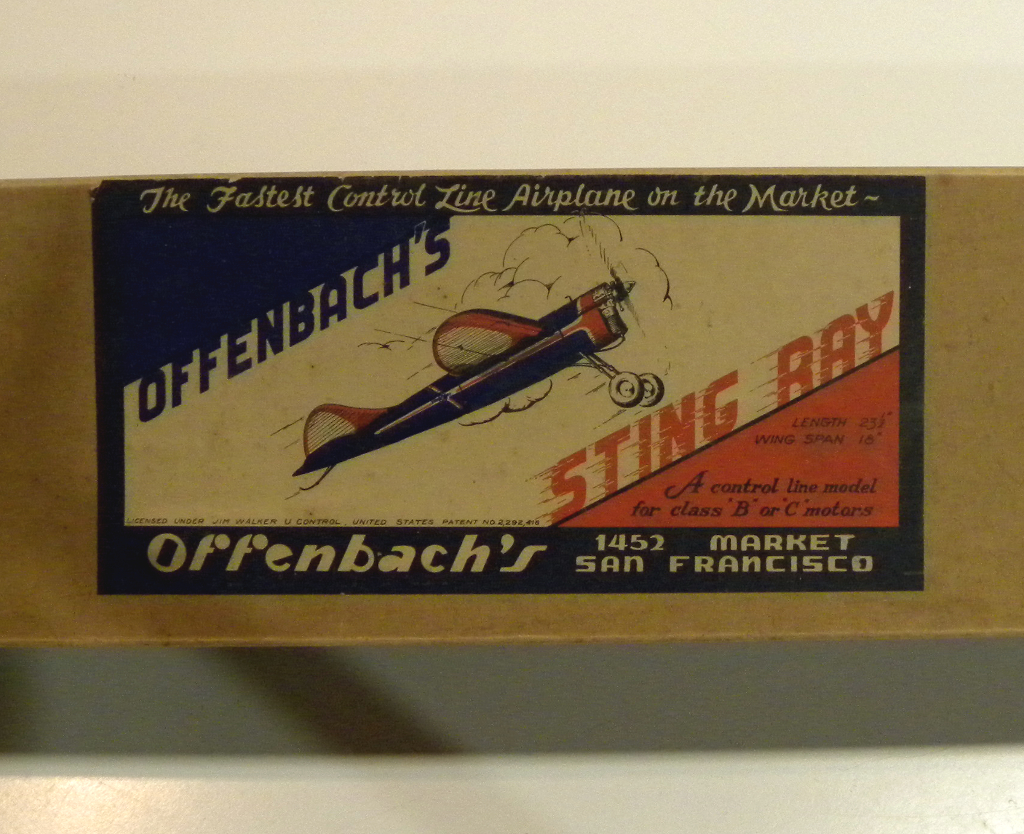 The Fastest Control Line Airplane on the Market ~
OFFENBACH'S
STING RAY
LENGTH 23½"
WING SPAN 18"
A control line model
for class "B" or "C" motors
LICENSED UNDER JIM WALKER U CONTROL, UNITED STATES PATENT NO. 2,292,416
Offenbach's
1452 MARKET
SAN FRANCISCO